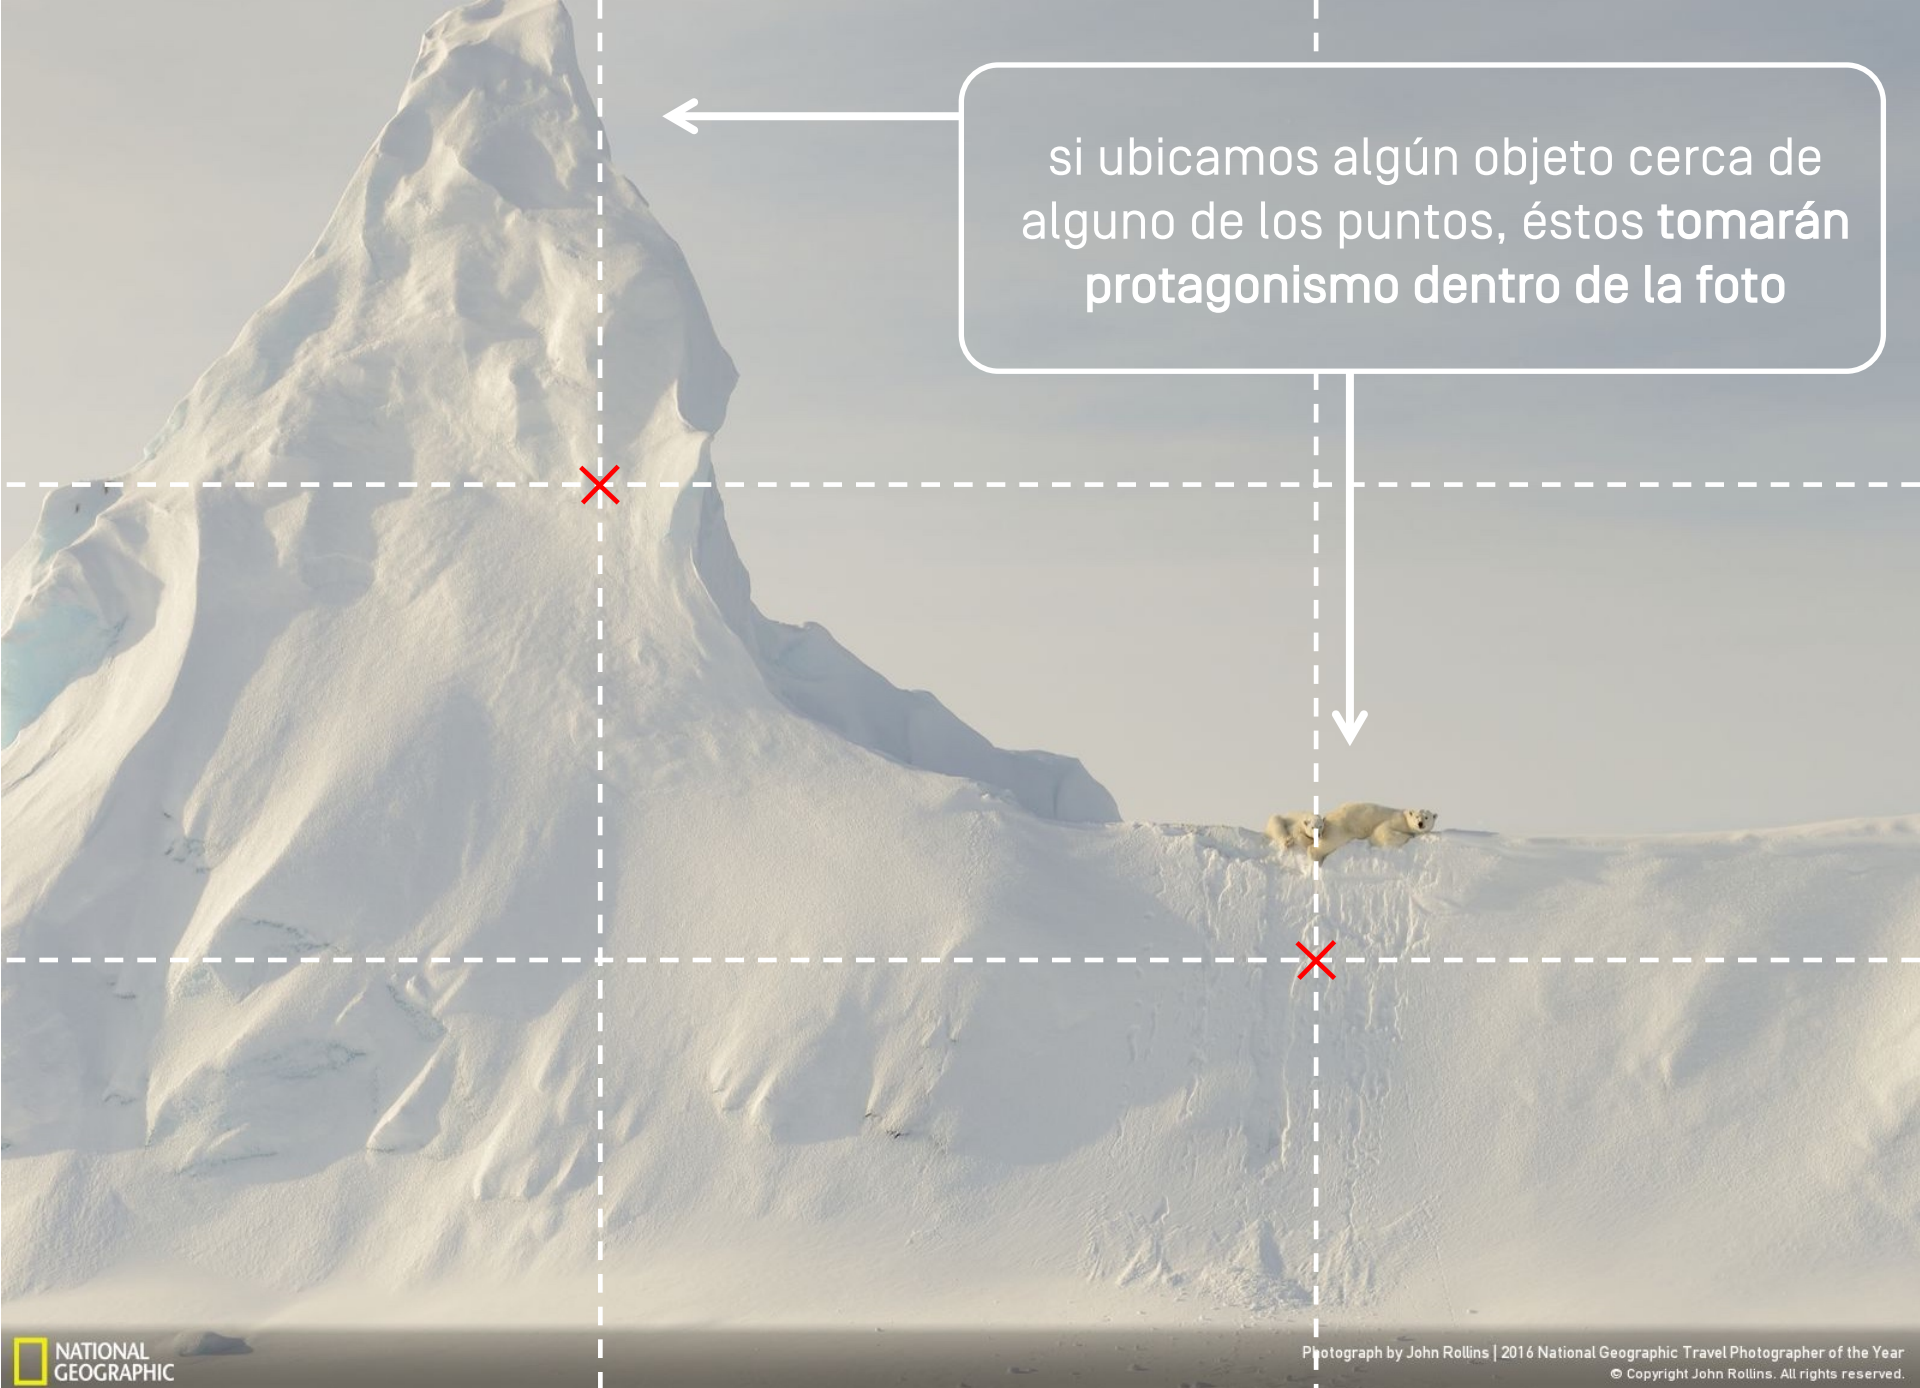 si ubicamos algún objeto cerca de
alguno de los puntos, éstos tomarán
protagonismo dentro de la foto
NATIONAL
GEOGRAPHIC
Photograph by John Rollins | 2016 National Geographic Travel Photographer of the Year
© Copyright John Rollins. All rights reserved.